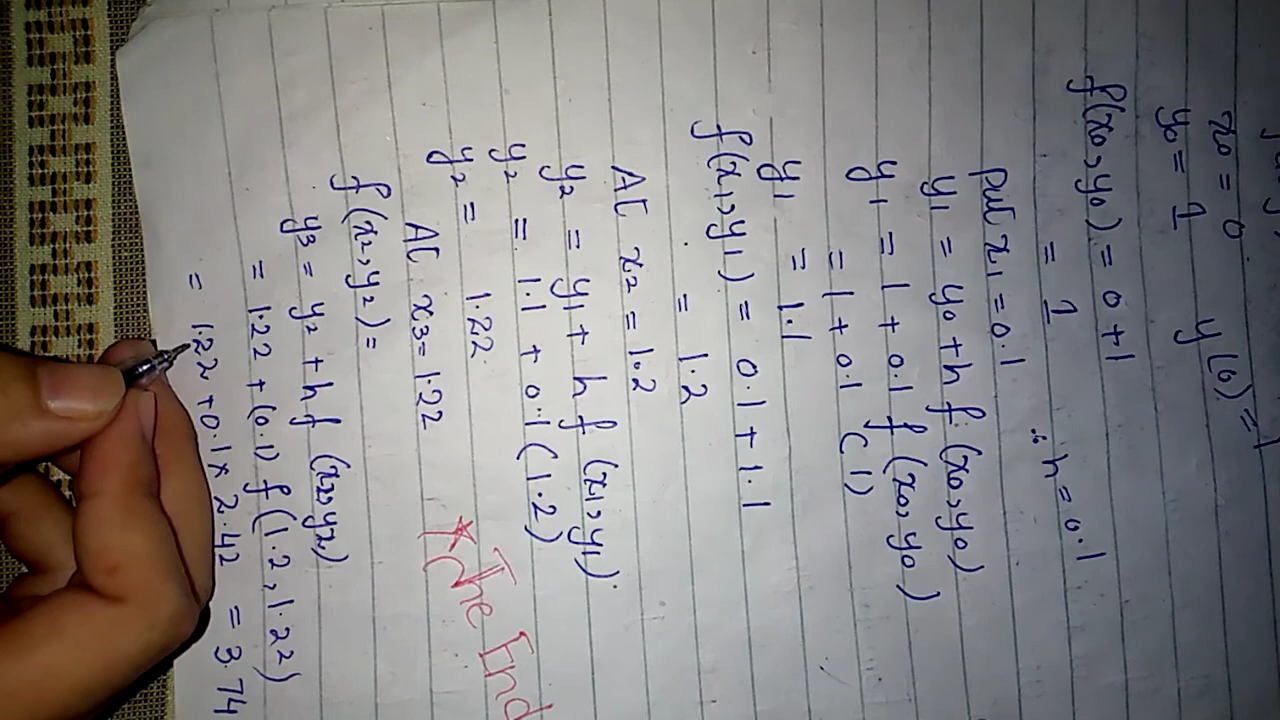 x₀ = 0
y₀ = 1 y(0) = 1
f(x₀, y₀) = 0 + 1
= 1 ∴ h = 0.1
put x₁ = 0.1
y₁ = y₀ + h f (x₀, y₀)
y₁ = 1 + 0.1 f (x₀, y₀)
= 1 + 0.1 (1)
y₁ = 1.1
f(x₁, y₁) = 0.1 + 1.1
= 1.2
At x₂ = 1.2
y₂ = y₁ + h f (x₁, y₁).
y₂ = 1.1 + 0.1 (1.2)
y₂ = 1.22
At x₃ = 1.22
f(x₂, y₂) =
y₃ = y₂ + h f (x₂, y₂)
= 1.22 + (0.1) f(1.2, 1.22)
= 1.22 + 0.1 × 2.42 = 3.74
* The End